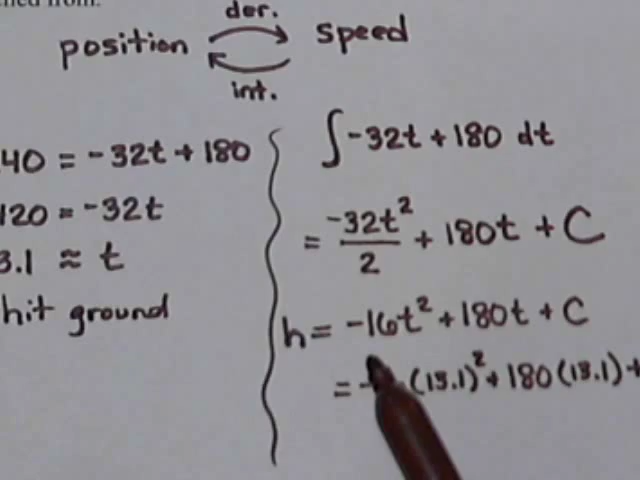 from.
der.
position
speed
int.
40 = -32t + 180
120 = -32t
3.1 ≈ t
hit ground
∫ -32t + 180 dt
= -32t² / 2 + 180t + C
h = -16t² + 180t + C
= - (13.1)² + 180 (13.1) +